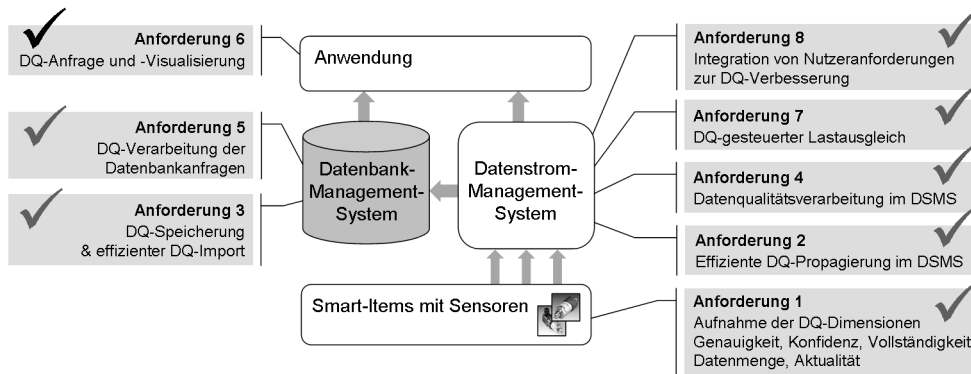 Anforderung 6
DQ-Anfrage und -Visualisierung
Anforderung 5
DQ-Verarbeitung der
Datenbankanfragen
Anforderung 3
DQ-Speicherung
& effizienter DQ-Import
Anwendung
Datenbank-
Management-
System
Datenstrom-
Management-
System
Smart-Items mit Sensoren
Anforderung 8
Integration von Nutzeranforderungen
zur DQ-Verbesserung
Anforderung 7
DQ-gesteuerter Lastausgleich
Anforderung 4
Datenqualitätsverarbeitung im DSMS
Anforderung 2
Effiziente DQ-Propagierung im DSMS
Anforderung 1
Aufnahme der DQ-Dimensionen
Genauigkeit, Konfidenz, Vollständigkeit
Datenmenge, Aktualität